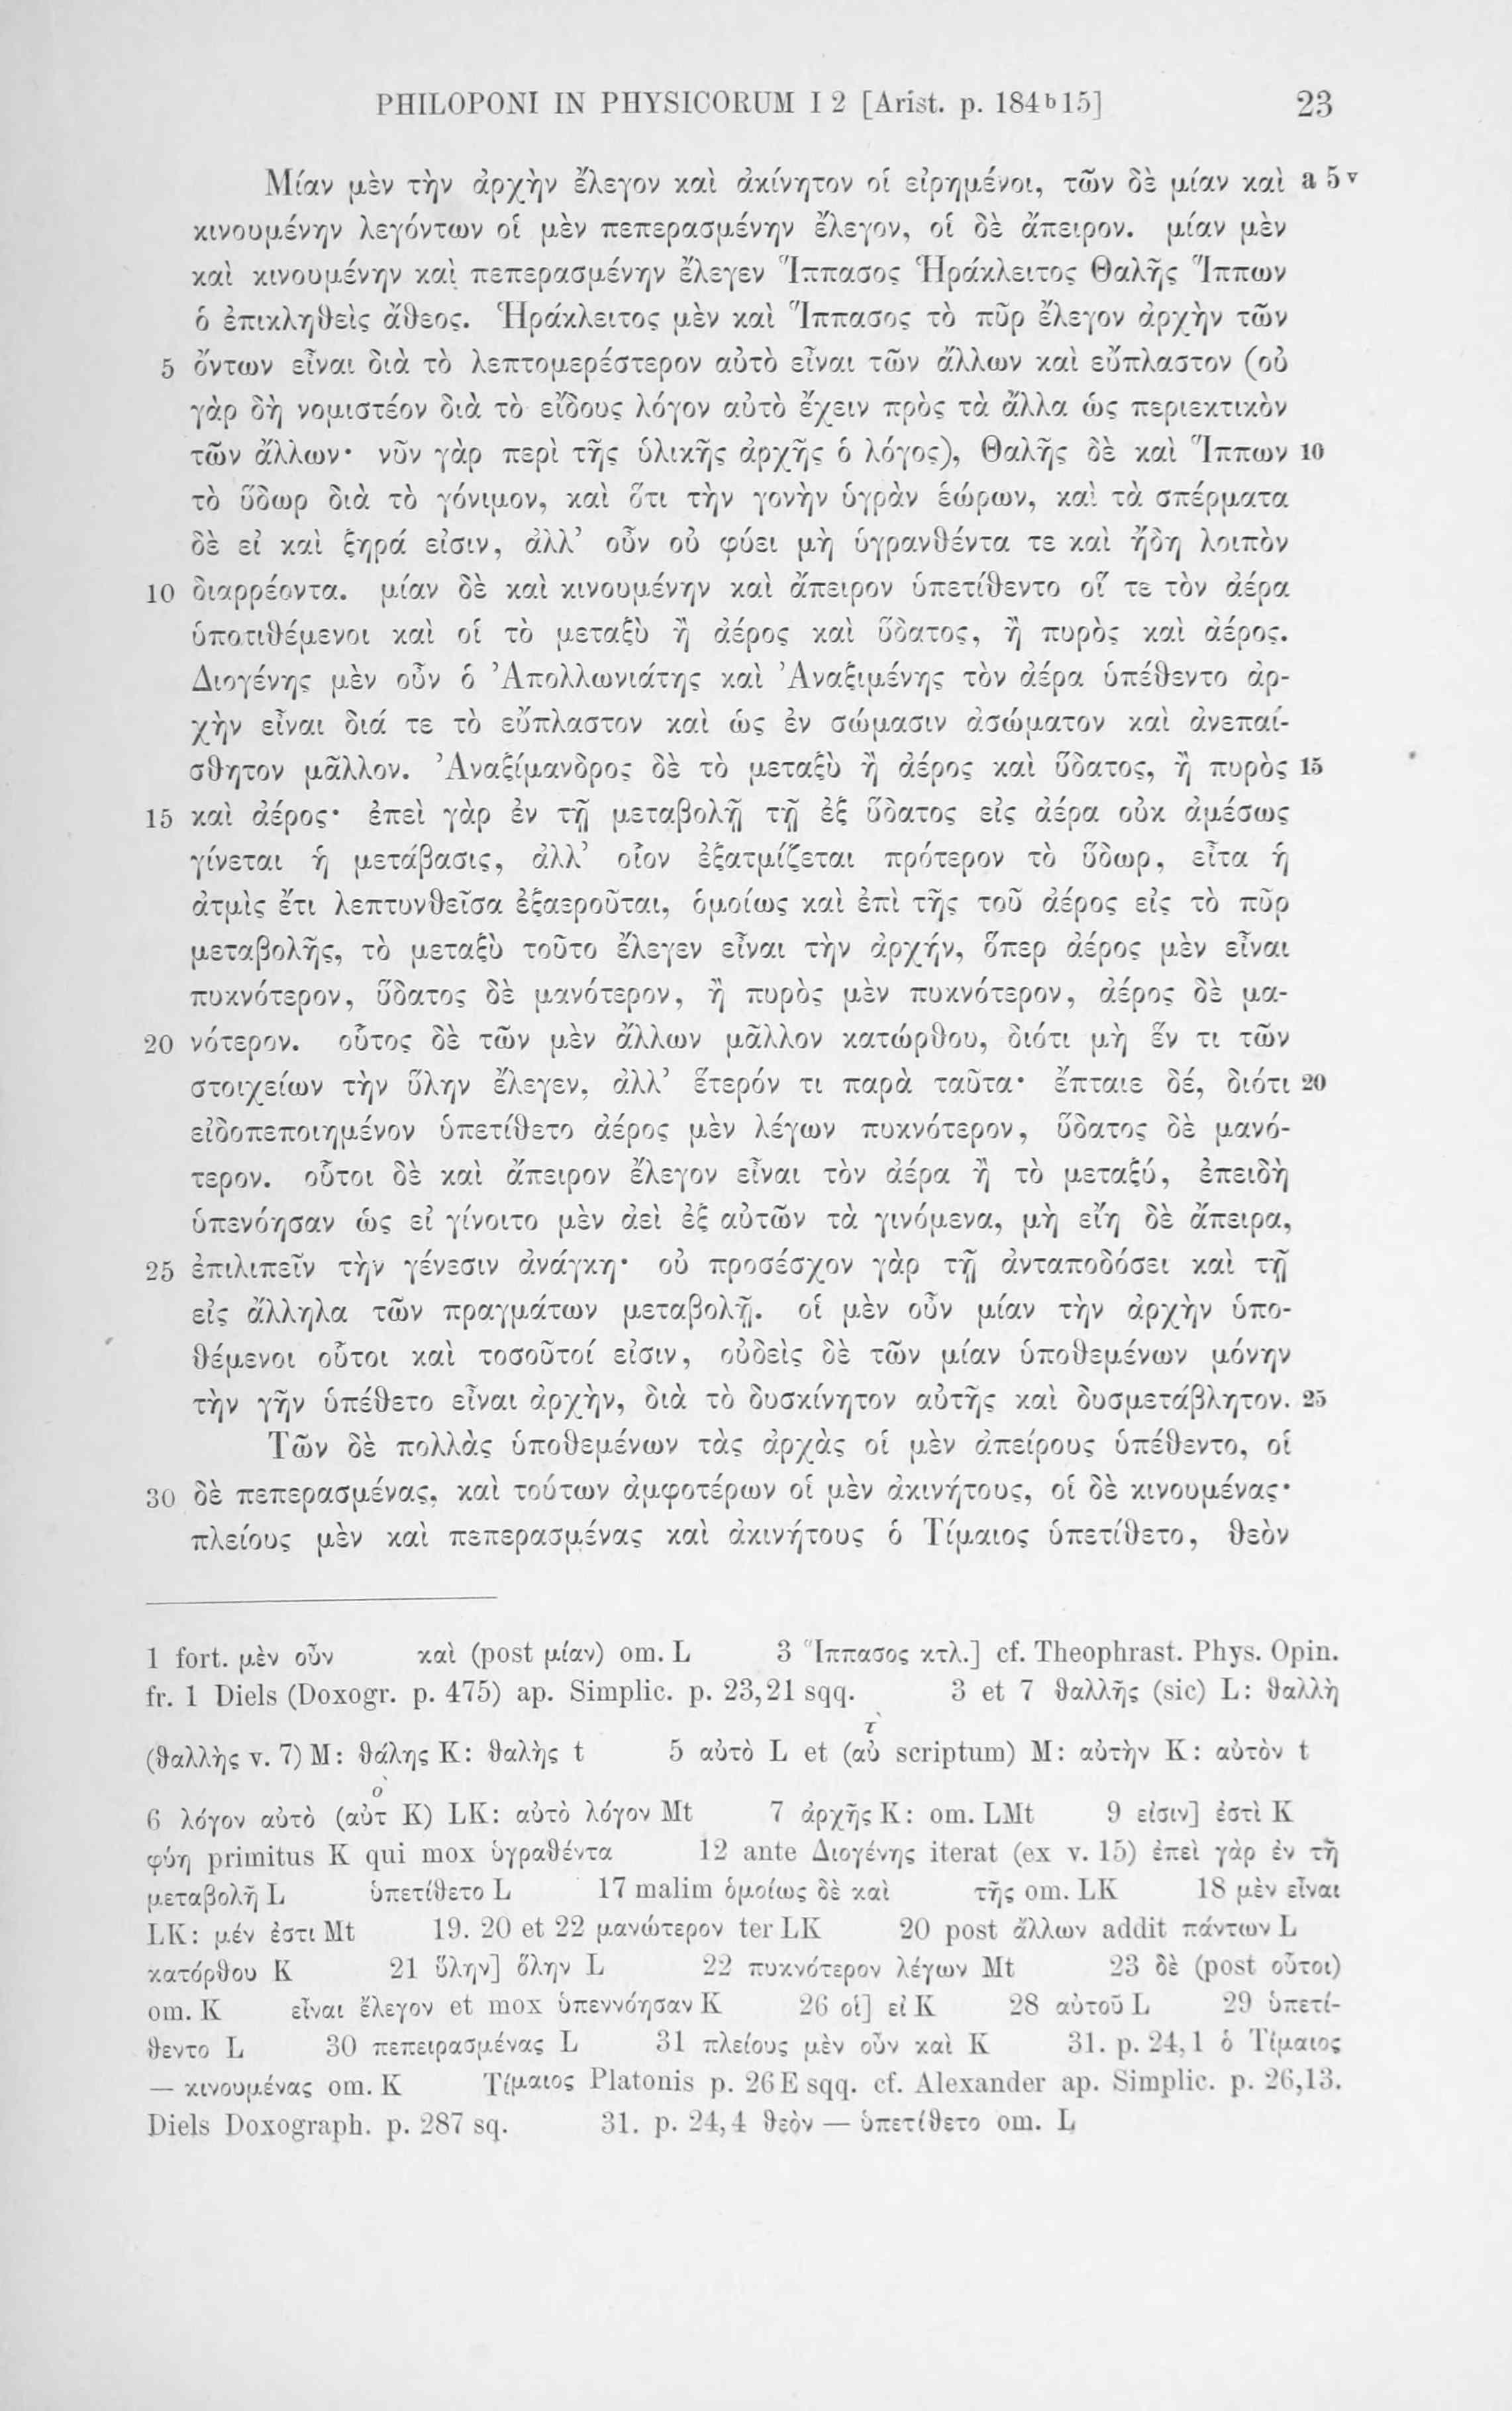 PHILOPONI IN PHYSICORUM I 2 [Arist. p. 184ᵇ15] 23
Μίαν μὲν τὴν ἀρχὴν ἔλεγον καὶ ἀκίνητον οἱ εἰρημένοι, τῶν δὲ μίαν καὶ a 5ᵛ
κινουμένην λεγόντων οἱ μὲν πεπερασμένην ἔλεγον, οἱ δὲ ἄπειρον. μίαν μὲν
καὶ κινουμένην καὶ πεπερασμένην ἔλεγεν Ἵππασος Ἡράκλειτος Θαλῆς Ἵππων
ὁ ἐπικληθεὶς ἄθεος. Ἡράκλειτος μὲν καὶ Ἵππασος τὸ πῦρ ἔλεγον ἀρχὴν τῶν
5 ὄντων εἶναι διὰ τὸ λεπτομερέστερον αὐτὸ εἶναι τῶν ἄλλων καὶ εὔπλαστον (οὐ
γὰρ δὴ νομιστέον διὰ τὸ εἴδους λόγον αὐτὸ ἔχειν πρὸς τὰ ἄλλα ὡς περιεκτικὸν
τῶν ἄλλων· νῦν γὰρ περὶ τῆς ὑλικῆς ἀρχῆς ὁ λόγος), Θαλῆς δὲ καὶ Ἵππων 10
τὸ ὕδωρ διὰ τὸ γόνιμον, καὶ ὅτι τὴν γονὴν ὑγρὰν ἑώρων, καὶ τὰ σπέρματα
δὲ εἰ καὶ ξηρά εἰσιν, ἀλλ’ οὖν οὐ φύει μὴ ὑγρανθέντα τε καὶ ἤδη λοιπὸν
10 διαρρέοντα. μίαν δὲ καὶ κινουμένην καὶ ἄπειρον ὑπετίθεντο οἵ τε τὸν ἀέρα
ὑποτιθέμενοι καὶ οἱ τὸ μεταξὺ ἢ ἀέρος καὶ ὕδατος, ἢ πυρὸς καὶ ἀέρος.
Διογένης μὲν οὖν ὁ Ἀπολλωνιάτης καὶ Ἀναξιμένης τὸν ἀέρα ὑπέθεντο ἀρ-
χὴν εἶναι διά τε τὸ εὔπλαστον καὶ ὡς ἐν σώμασιν ἀσώματον καὶ ἀνεπαί-
σθητον μᾶλλον. Ἀναξίμανδρος δὲ τὸ μεταξὺ ἢ ἀέρος καὶ ὕδατος, ἢ πυρὸς 15
15 καὶ ἀέρος· ἐπεὶ γὰρ ἐν τῇ μεταβολῇ τῇ ἐξ ὕδατος εἰς ἀέρα οὐκ ἀμέσως
γίνεται ἡ μετάβασις, ἀλλ’ οἷον ἐξατμίζεται πρότερον τὸ ὕδωρ, εἶτα ἡ
ἀτμὶς ἔτι λεπτυνθεῖσα ἐξαεροῦται, ὁμοίως καὶ ἐπὶ τῆς τοῦ ἀέρος εἰς τὸ πῦρ
μεταβολῆς, τὸ μεταξὺ τοῦτο ἔλεγεν εἶναι τὴν ἀρχήν, ὅπερ ἀέρος μὲν εἶναι
πυκνότερον, ὕδατος δὲ μανότερον, ἢ πυρὸς μὲν πυκνότερον, ἀέρος δὲ μα-
20 νότερον. οὗτος δὲ τῶν μὲν ἄλλων μᾶλλον κατώρθου, διότι μὴ ἕν τι τῶν
στοιχείων τὴν ὕλην ἔλεγεν, ἀλλ’ ἕτερόν τι παρὰ ταῦτα· ἔπταιε δέ, διότι 20
εἰδοπεποιημένον ὑπετίθετο ἀέρος μὲν λέγων πυκνότερον, ὕδατος δὲ μανό-
τερον. οὗτοι δὲ καὶ ἄπειρον ἔλεγον εἶναι τὸν ἀέρα ἢ τὸ μεταξύ, ἐπειδὴ
ὑπενόησαν ὡς εἰ γίνοιτο μὲν ἀεὶ ἐξ αὐτῶν τὰ γινόμενα, μὴ εἴη δὲ ἄπειρα,
25 ἐπιλιπεῖν τὴν γένεσιν ἀνάγκη· οὐ προσέσχον γὰρ τῇ ἀνταποδόσει καὶ τῇ
εἰς ἄλληλα τῶν πραγμάτων μεταβολῇ. οἱ μὲν οὖν μίαν τὴν ἀρχὴν ὑπο-
θέμενοι οὗτοι καὶ τοσοῦτοί εἰσιν, οὐδεὶς δὲ τῶν μίαν ὑποθεμένων μόνην
τὴν γῆν ὑπέθετο εἶναι ἀρχὴν, διὰ τὸ δυσκίνητον αὐτῆς καὶ δυσμετάβλητον. 25
Τῶν δὲ πολλὰς ὑποθεμένων τὰς ἀρχὰς οἱ μὲν ἀπείρους ὑπέθεντο, οἱ
30 δὲ πεπερασμένας, καὶ τούτων ἀμφοτέρων οἱ μὲν ἀκινήτους, οἱ δὲ κινουμένας·
πλείους μὲν καὶ πεπερασμένας καὶ ἀκινήτους ὁ Τίμαιος ὑπετίθετο, θεὸν
1 fort. μὲν οὖν καὶ (post μίαν) om. L 3 Ἵππασος κτλ.] cf. Theophrast. Phys. Opin.
fr. 1 Diels (Doxogr. p. 475) ap. Simplic. p. 23,21 sqq. 3 et 7 θαλλῆς (sic) L: θαλλὴ
(θαλλὴς v. 7) M: θάλης K: θαλὴς t 5 αὐτὸ L et (αὐ τ̀ scriptum) M: αὐτὴν K: αὐτὸν t
6 λόγον αὐτὸ (αὐτ ὸ K) LK: αὐτὸ λόγον Mt 7 ἀρχῆς K: om. LMt 9 εἰσιν] ἐστὶ K
φύῃ primitus K qui mox ὑγραθέντα 12 ante Διογένης iterat (ex v. 15) ἐπεὶ γὰρ ἐν τῆ
μεταβολῆ L ὑπετίθετο L 17 malim ὁμοίως δὲ καὶ τῆς om. LK 18 μὲν εἶναι
LK: μέν ἐστι Mt 19. 20 et 22 μανώτερον ter LK 20 post ἄλλων addit πάντων L
κατόρθου K 21 ὕλην] ὅλην L 22 πυκνότερον λέγων Mt 23 δὲ (post οὗτοι)
om. K εἶναι ἔλεγον et mox ὑπεννόησαν K 26 οἱ] εἰ K 28 αὐτοῦ L 29 ὑπετί-
θεντο L 30 πεπειρασμένας L 31 πλείους μὲν οὖν καὶ K 31. p. 24,1 ὁ Τίμαιος
— κινουμένας om. K Τίμαιος Platonis p. 26E sqq. cf. Alexander ap. Simplic. p. 26,13.
Diels Doxograph. p. 287 sq. 31. p. 24,4 θεὸν — ὑπετίθετο om. L